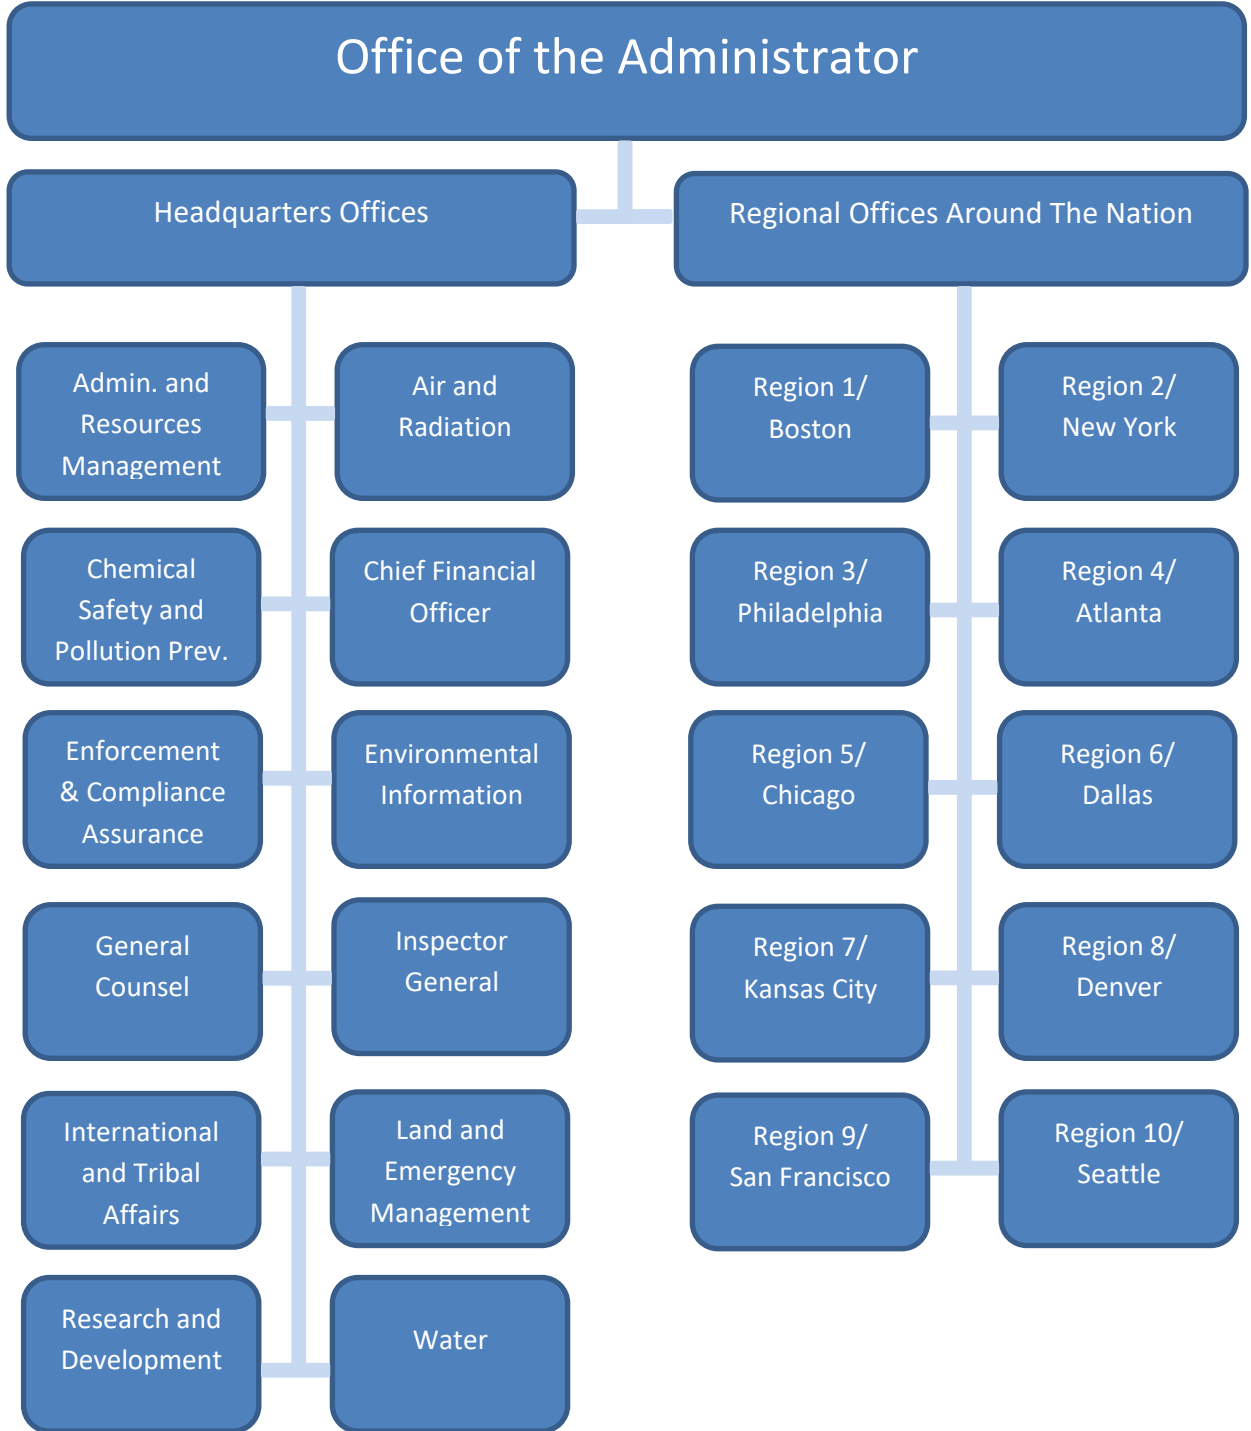 Office of the Administrator
Headquarters Offices
Regional Offices Around The Nation
Admin. and
Resources
Management
Air and
Radiation
Region 1/
Boston
Region 2/
New York
Chemical
Safety and
Pollution Prev.
Chief Financial
Officer
Region 3/
Philadelphia
Region 4/
Atlanta
Enforcement
& Compliance
Assurance
Environmental
Information
Region 5/
Chicago
Region 6/
Dallas
General
Counsel
Inspector
General
Region 7/
Kansas City
Region 8/
Denver
International
and Tribal
Affairs
Land and
Emergency
Management
Region 9/
San Francisco
Region 10/
Seattle
Research and
Development
Water